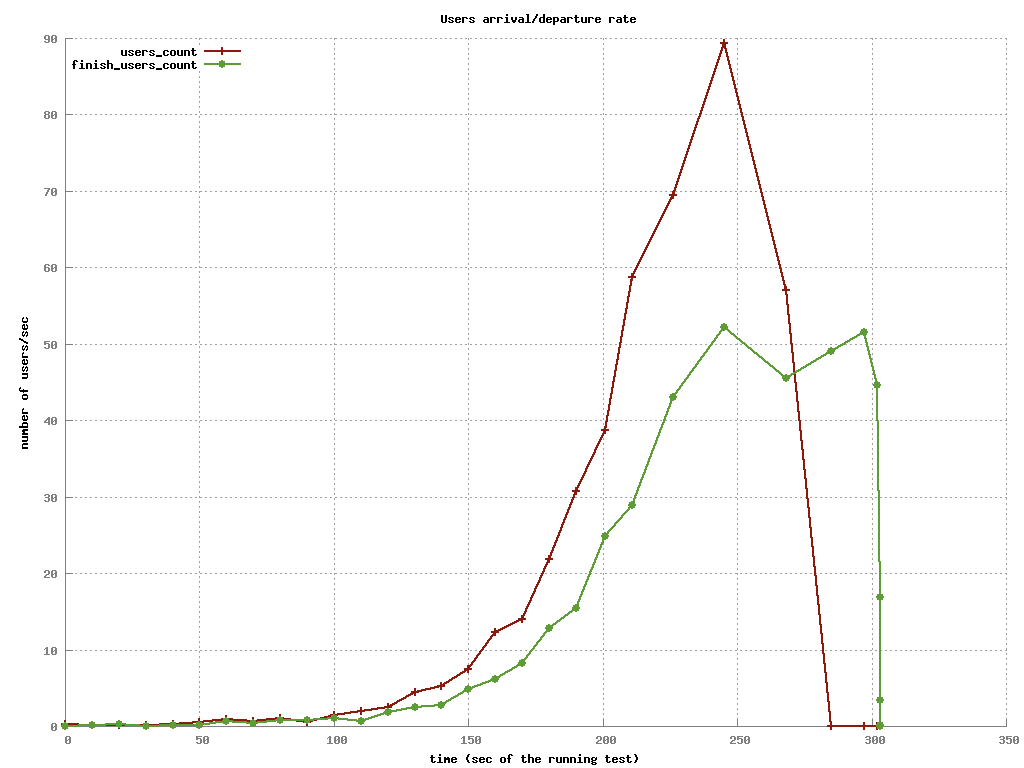 Users arrival/departure rate
users_count
finish_users_count
90
80
70
60
50
40
30
20
10
0
number of users/sec
0 50 100 150 200 250 300 350
time (sec of the running test)